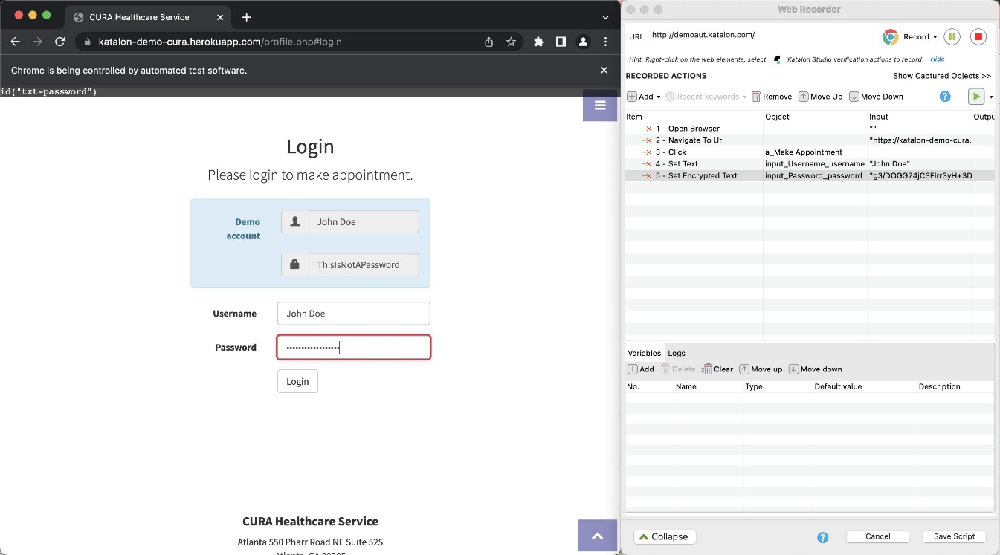 CURA Healthcare Service
katalon-demo-cura.herokuapp.com/profile.php#login
Chrome is being controlled by automated test software.
id("txt-password")
Login
Please login to make appointment.
Demo account
John Doe
ThisIsNotAPassword
Username
John Doe
Password
Login
CURA Healthcare Service
Atlanta 550 Pharr Road NE Suite 525
Web Recorder
URL http://demoaut.katalon.com/ Record
Hint: Right-click on the web elements, select Katalon Studio verification actions to record Hide
RECORDED ACTIONS Show Captured Objects >>
Add Recent keywords Remove Move Up Move Down
Item Object Input
1 - Open Browser ""
2 - Navigate To Url "https://katalon-demo-cura.
3 - Click a_Make Appointment
4 - Set Text input_Username_username "John Doe"
5 - Set Encrypted Text input_Password_password
Variables Logs
Add Delete Clear Move up Move down
No. Name Type Default value Description
Collapse Cancel Save Script